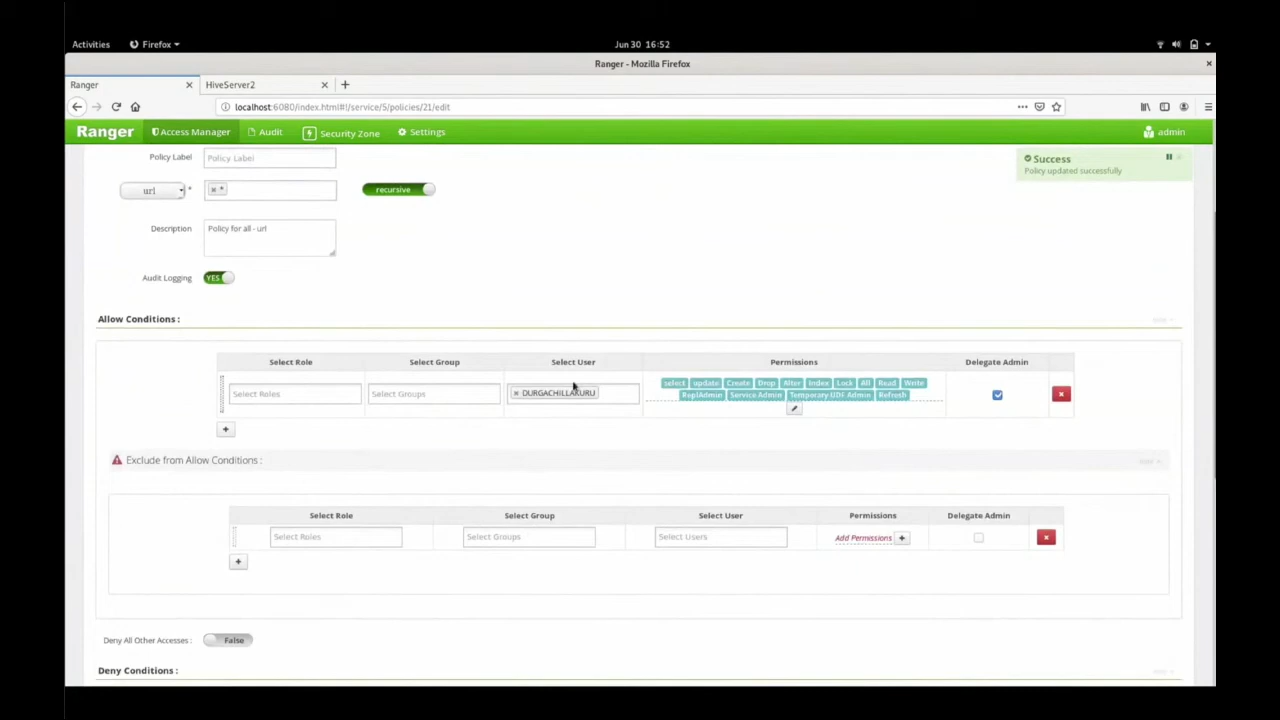 Activities Firefox Jun 30 16:52
Ranger - Mozilla Firefox
Ranger HiveServer2
localhost:6080/index.html#!/service/5/policies/21/edit
Ranger Access Manager Audit Security Zone Settings admin
Policy Label Policy Label
Success
Policy updated successfully
url * * recursive
Description Policy for all - url
Audit Logging YES
Allow Conditions :
Select Role Select Group Select User Permissions Delegate Admin
select update Create Drop Alter Index Lock All Read Write
Select Roles Select Groups DURGACHILLAKURU
ReplAdmin Service Admin Temporary UDF Admin Refresh
Exclude from Allow Conditions :
Select Role Select Group Select User Permissions Delegate Admin
Select Roles Select Groups Select Users Add Permissions
Deny All Other Accesses : False
Deny Conditions :